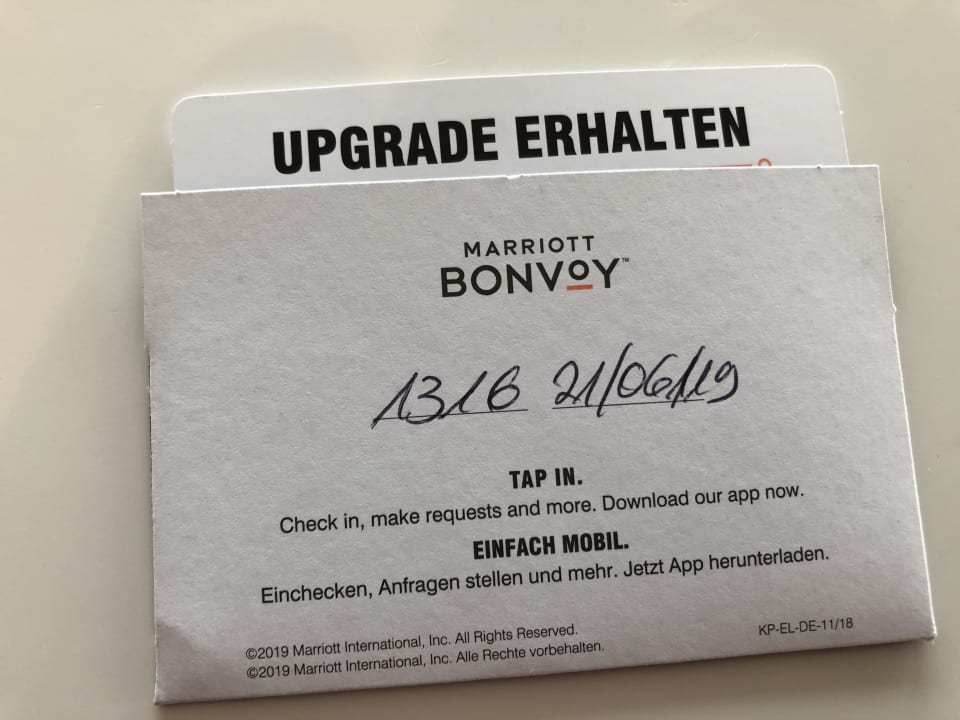 UPGRADE ERHALTEN
MARRIOTT
BONVOY™
1316 21/06/19
TAP IN.
Check in, make requests and more. Download our app now.
EINFACH MOBIL.
Einchecken, Anfragen stellen und mehr. Jetzt App herunterladen.
©2019 Marriott International, Inc. All Rights Reserved.
©2019 Marriott International, Inc. Alle Rechte vorbehalten.
KP-EL-DE-11/18